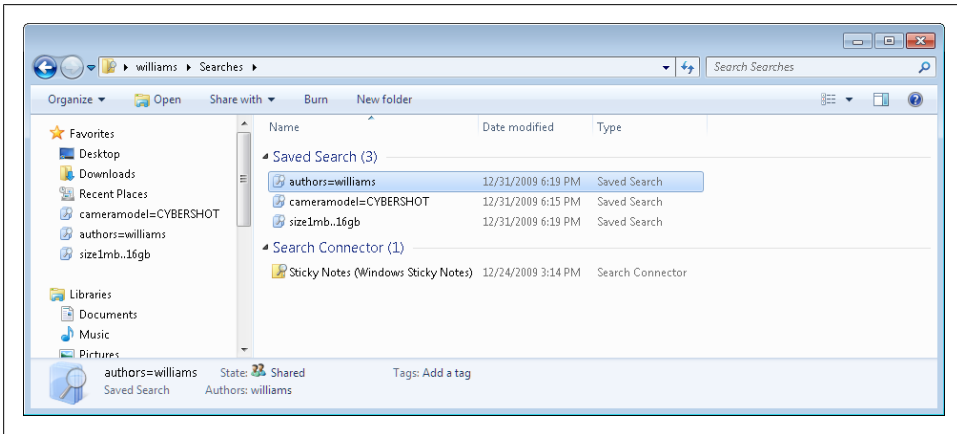 williams Searches
Search Searches
Organize Open Share with Burn New folder
Favorites
Desktop
Downloads
Recent Places
cameramodel=CYBERSHOT
authors=williams
size1mb..16gb
Libraries
Documents
Music
Pictures
Name Date modified Type
Saved Search (3)
authors=williams 12/31/2009 6:19 PM Saved Search
cameramodel=CYBERSHOT 12/31/2009 6:15 PM Saved Search
size1mb..16gb 12/31/2009 6:19 PM Saved Search
Search Connector (1)
Sticky Notes (Windows Sticky Notes) 12/24/2009 3:14 PM Search Connector
authors=williams State: Shared Tags: Add a tag
Saved Search Authors: williams